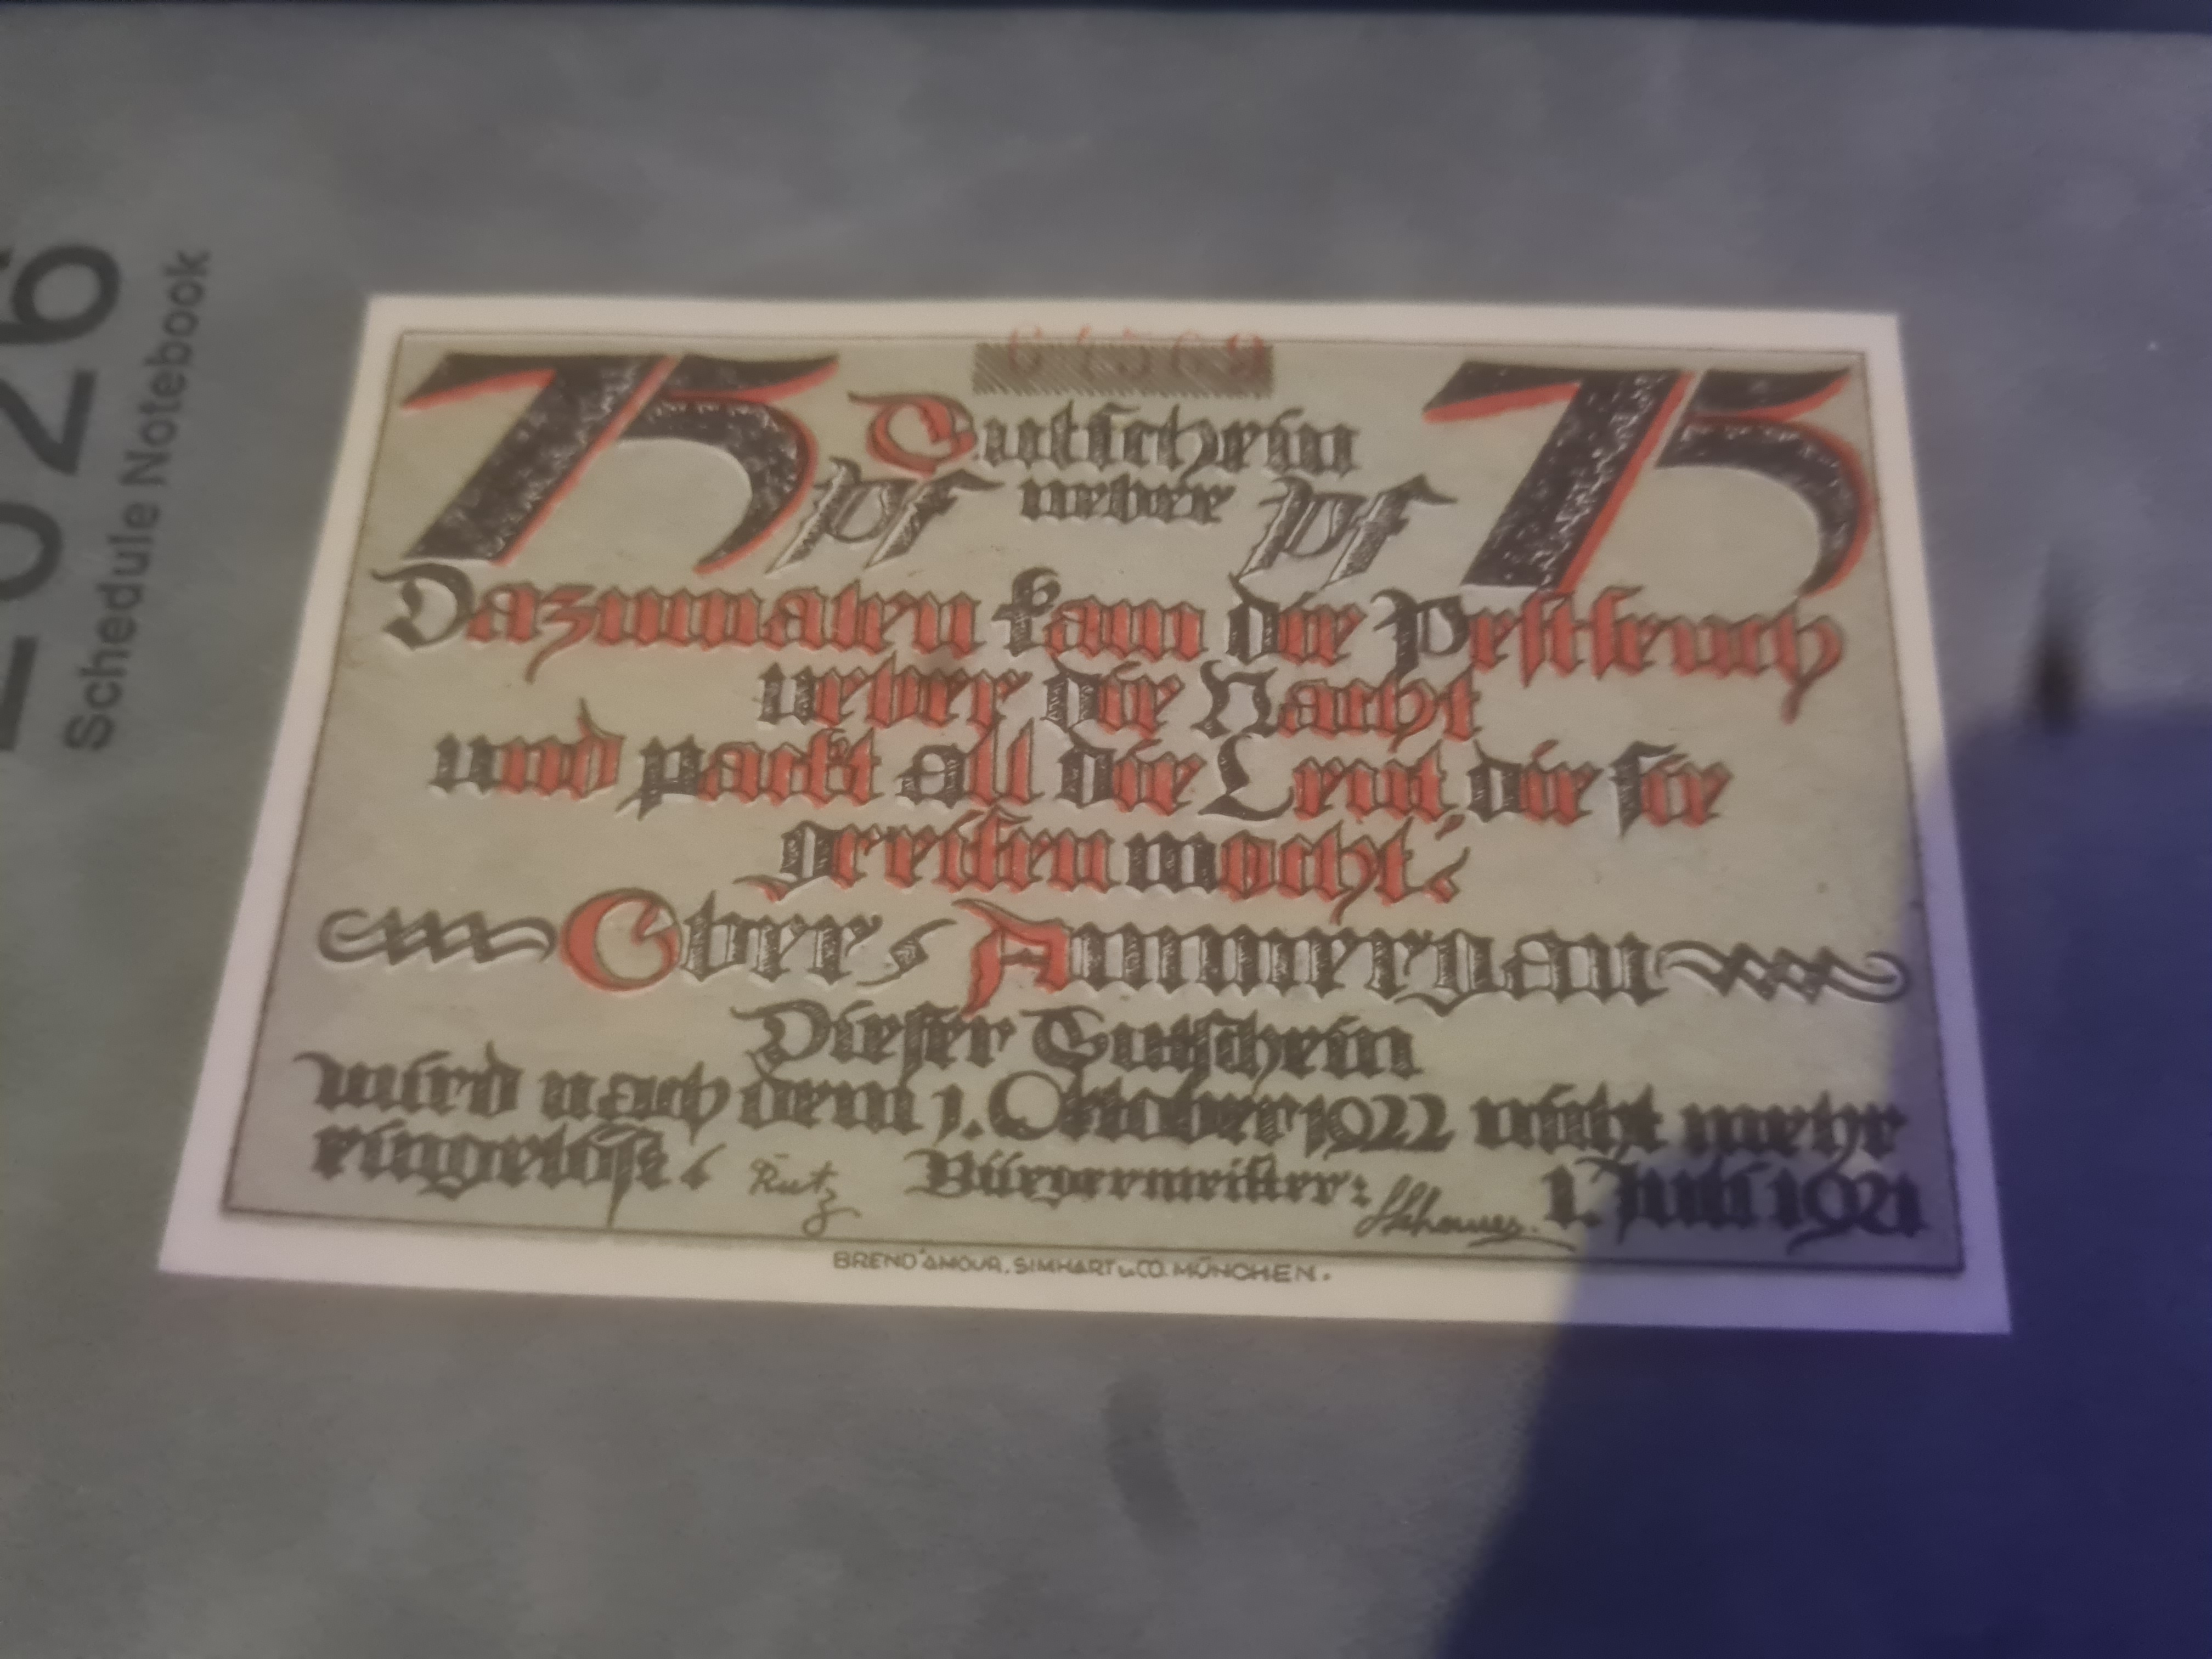 2026
Schedule Notebook
75 Gutschein 75
pf ueber pf
Dazumalen kam die Pestseuch
ueber die Nacht
und packt all die Leut die sie
greifen mocht.
Ober, Ammergau
Dieser Gutschein
wird nach dem 1. Oktober 1922 nicht mehr
eingelöst. Rutz Bürgermeister: 1. Juli 1921
BREND'AMOUR, SIMHART u. CO. MÜNCHEN.